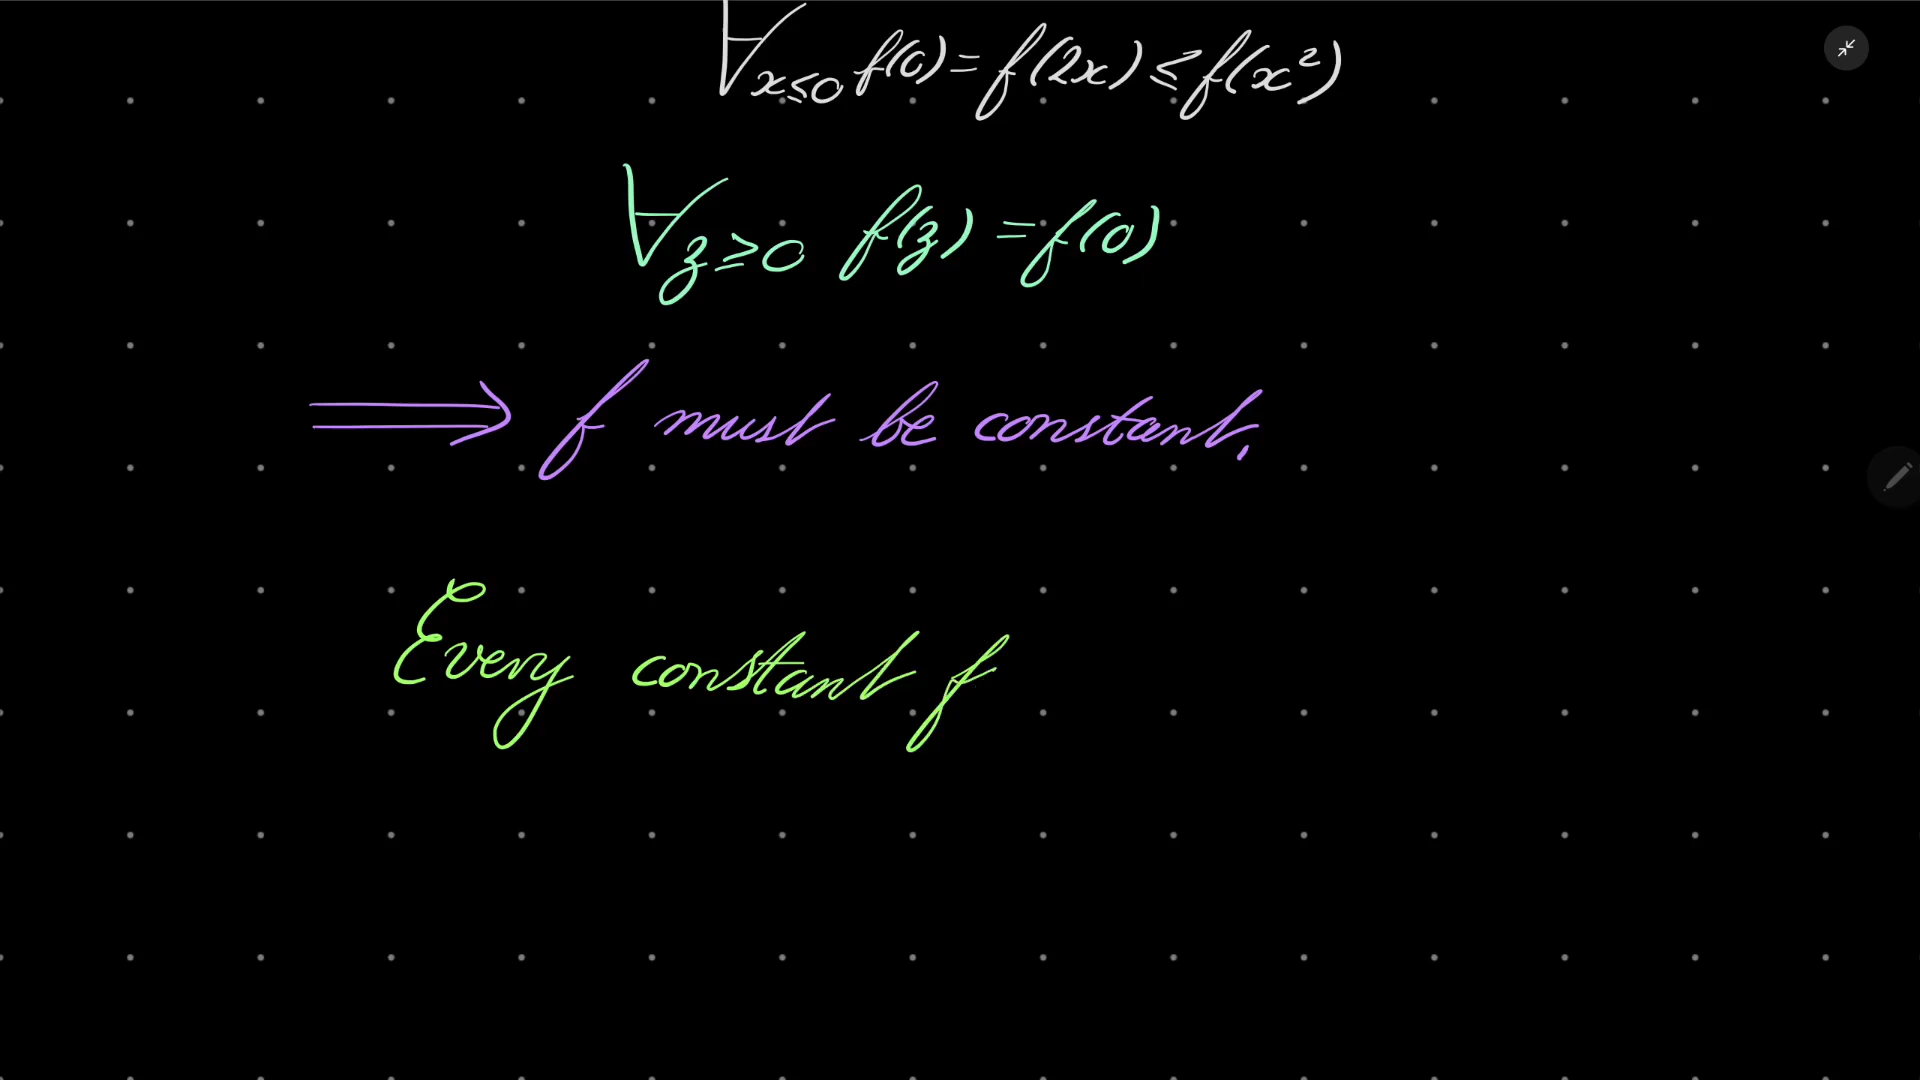 ∀x≤0 f(0)=f(2x)≤f(x²)
∀z≥0 f(z)=f(0)
⟹ f must be constant.
Every constant f